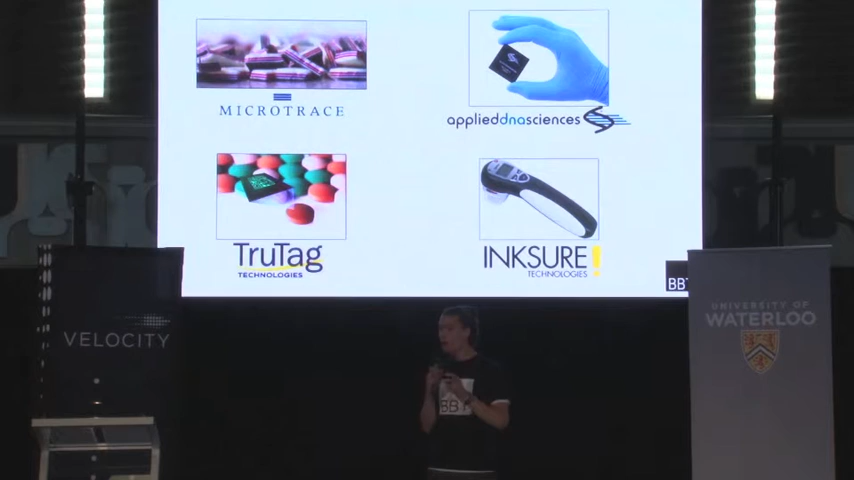 MICROTRACE
applieddnasciences
TruTag
TECHNOLOGIES
INKSURE!
TECHNOLOGIES
BBT
VELOCITY
UNIVERSITY OF
WATERLOO
BBT